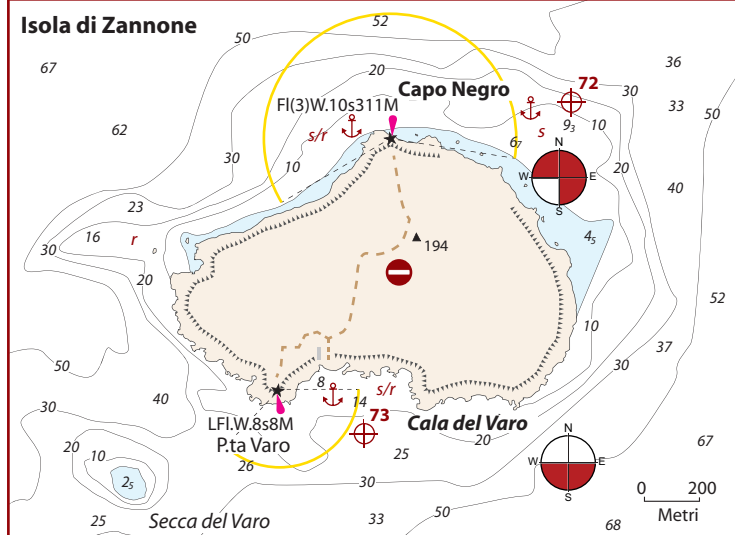 Isola di Zannone
52
50
50
67
20
36
72
Capo Negro
Fl(3)W.10s311M
30
33
50
62
s/r
s
9₃
10
6₇
30
10
N
W
E
S
20
40
23
16
r
30
4₅
194
20
52
10
37
50
8
s/r
14
40
73
30
LFl.W.8s8M
P.ta Varo
Cala del Varo
20
67
N
W
E
S
20
10
26
25
2₅
30
0
200
Metri
25
Secca del Varo
33
50
68